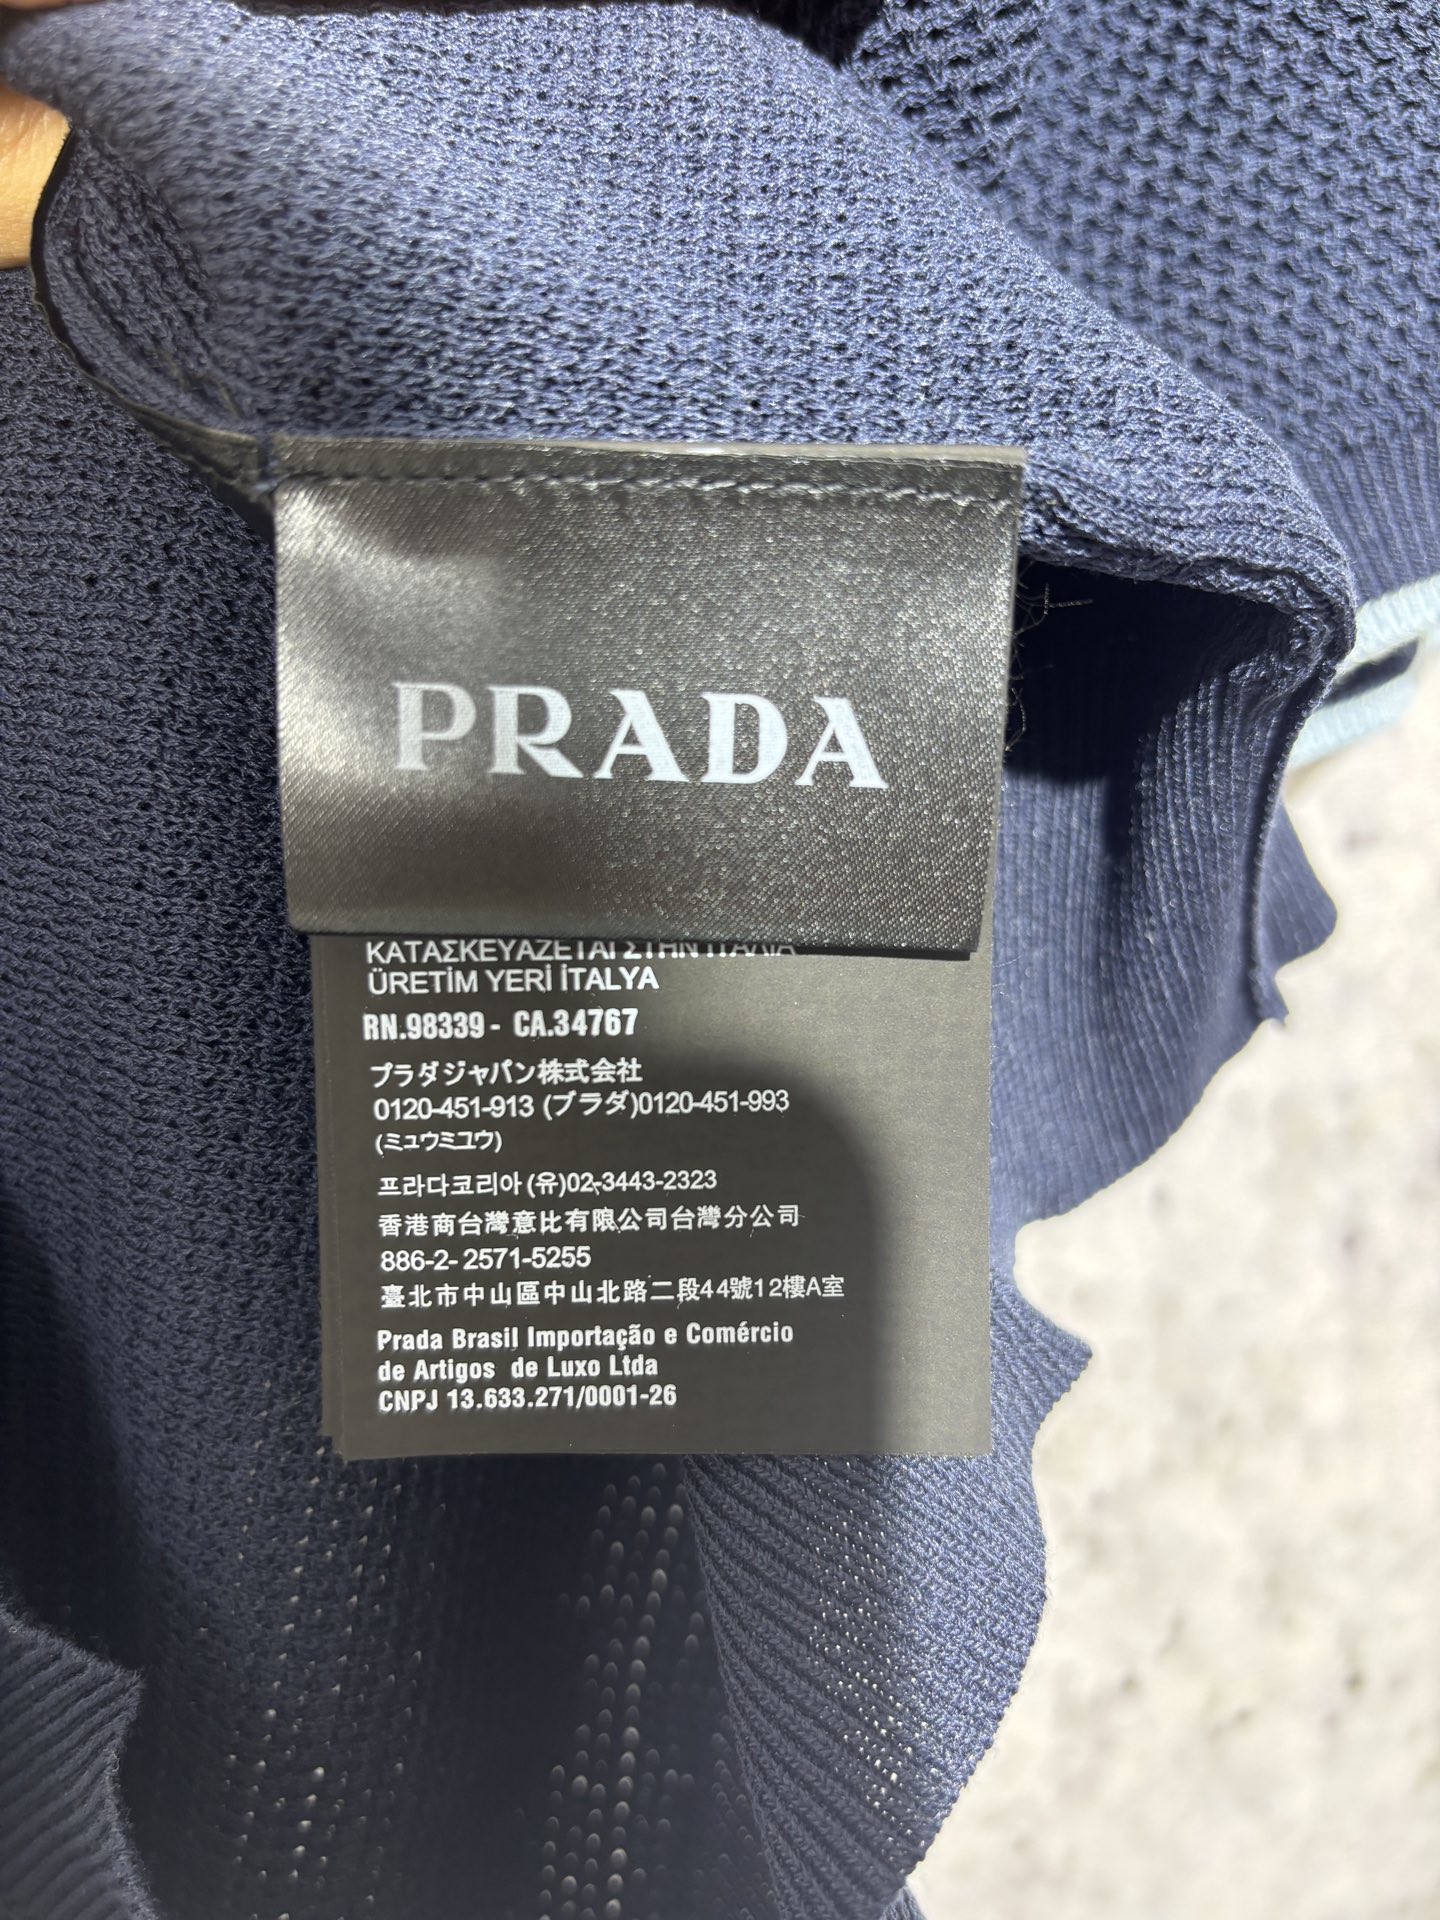 PRADA
ΚΑΤΑΣΚΕΥΑΖΕΤΑΙ ΣΤΗΝ ΙΤΑΛΙΑ
ÜRETİM YERİ İTALYA
RN.98339 - CA.34767
プラダジャパン株式会社
0120-451-913 (プラダ)0120-451-993
(ミュウミュウ)
프라다코리아(유)02-3443-2323
香港商台灣意比有限公司台灣分公司
886-2- 2571-5255
臺北市中山區中山北路二段44號12樓A室
Prada Brasil Importação e Comércio
de Artigos de Luxo Ltda
CNPJ 13.633.271/0001-26